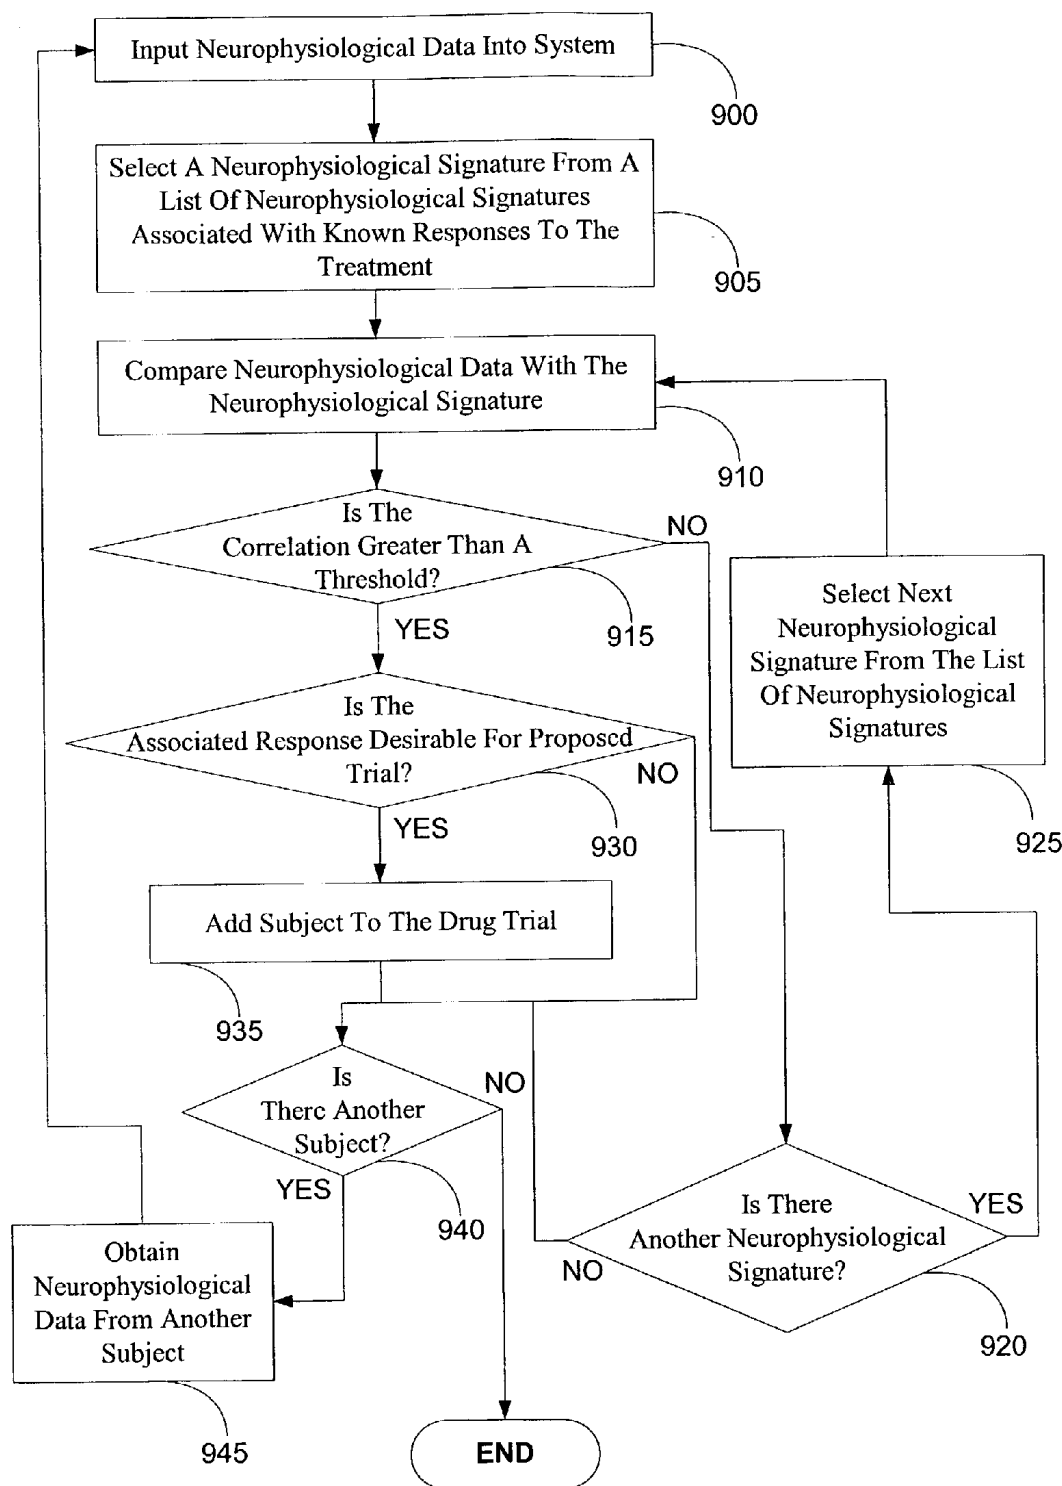 Input Neurophysiological Data Into System
900
Select A Neurophysiological Signature From A
List Of Neurophysiological Signatures
Associated With Known Responses To The
Treatment
905
Compare Neurophysiological Data With The
Neurophysiological Signature
910
Is The
Correlation Greater Than A
Threshold?
NO
YES
915
Select Next
Neurophysiological
Signature From The List
Of Neurophysiological
Signatures
925
Is The
Associated Response Desirable For Proposed
Trial?
NO
YES
930
Add Subject To The Drug Trial
935
Is
There Another
Subject?
NO
YES
940
Is There
Another Neurophysiological
Signature?
YES
NO
920
Obtain
Neurophysiological
Data From Another
Subject
945
END